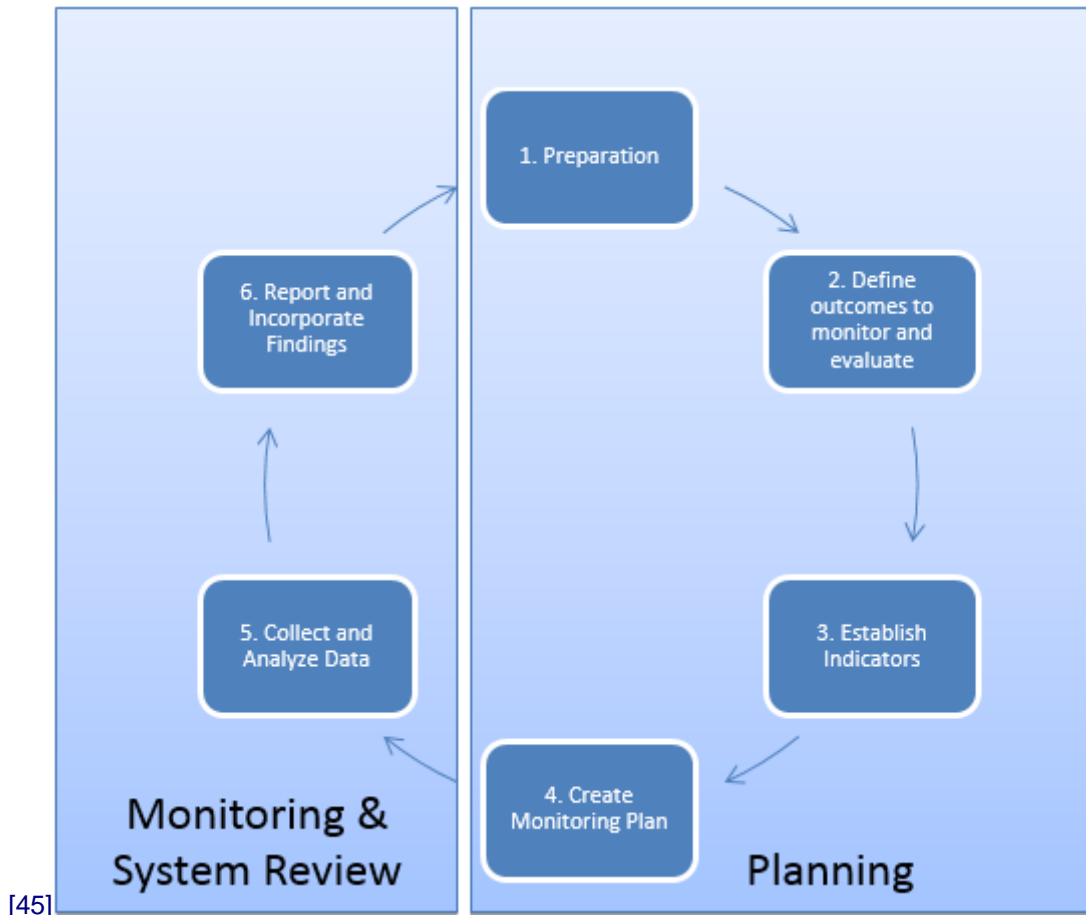 1. Preparation
2. Define
outcomes to
monitor and
evaluate
3. Establish
Indicators
4. Create
Monitoring Plan
5. Collect and
Analyze Data
6. Report and
Incorporate
Findings
Monitoring &
System Review
Planning
[45]